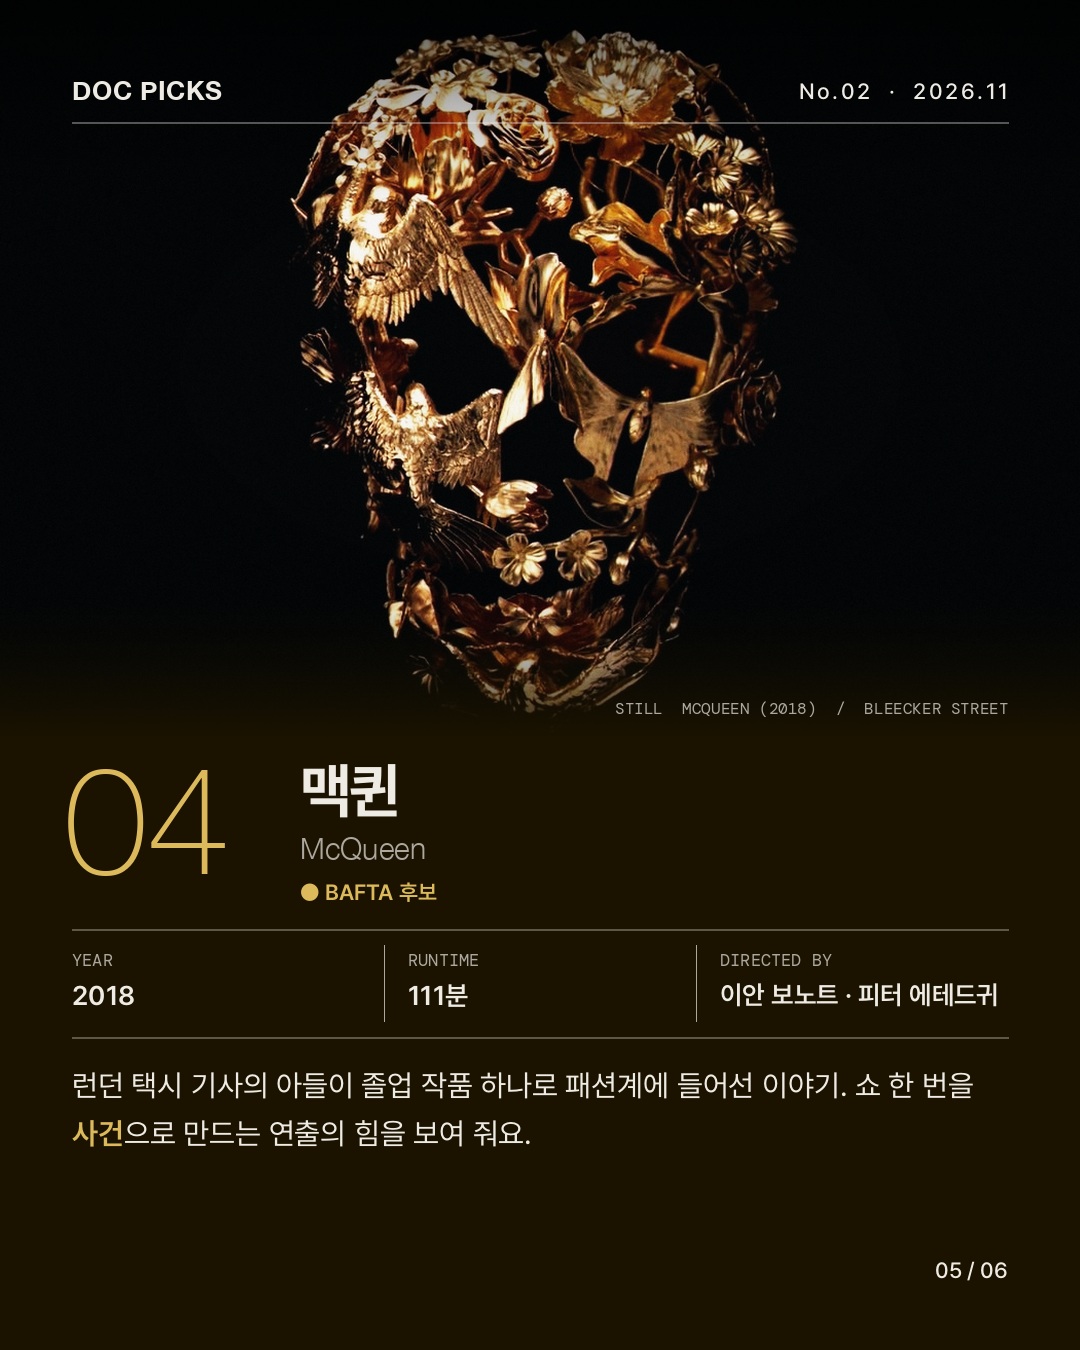 DOC PICKS
No.02 · 2026.11
STILL MCQUEEN (2018) / BLEECKER STREET
04
맥퀸
McQueen
● BAFTA 후보
YEAR
2018
RUNTIME
111분
DIRECTED BY
이안 보노트 · 피터 에테드귀
런던 택시 기사의 아들이 졸업 작품 하나로 패션계에 들어선 이야기. 쇼 한 번을
사건으로 만드는 연출의 힘을 보여 줘요.
05 / 06